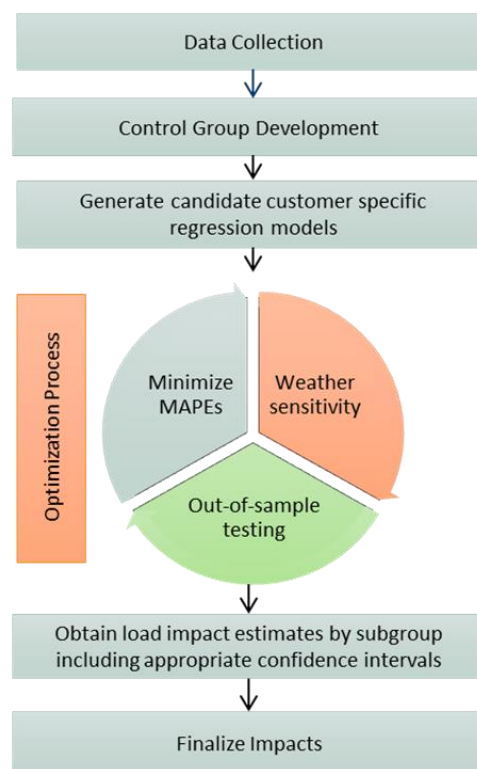 Data Collection
Control Group Development
Generate candidate customer specific
regression models
Optimization Process
Minimize
MAPEs
Weather
sensitivity
Out-of-sample
testing
Obtain load impact estimates by subgroup
including appropriate confidence intervals
Finalize Impacts